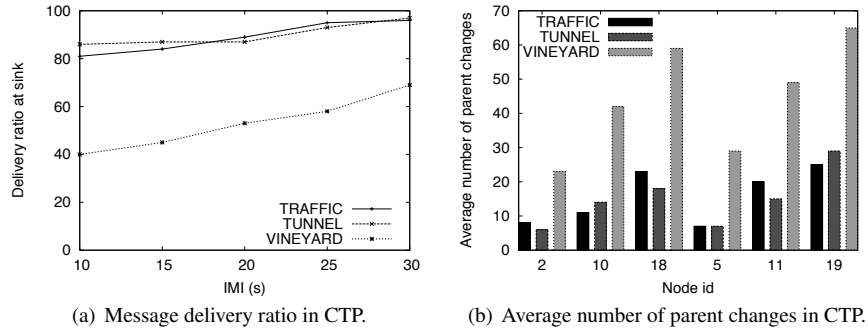 100
80
60
40
20
0
Delivery ratio at sink
TRAFFIC
TUNNEL
VINEYARD
10 15 20 25 30
IMI (s)
(a) Message delivery ratio in CTP.
70
60
50
40
30
20
10
0
Average number of parent changes
TRAFFIC
TUNNEL
VINEYARD
2 10 18 5 11 19
Node id
(b) Average number of parent changes in CTP.